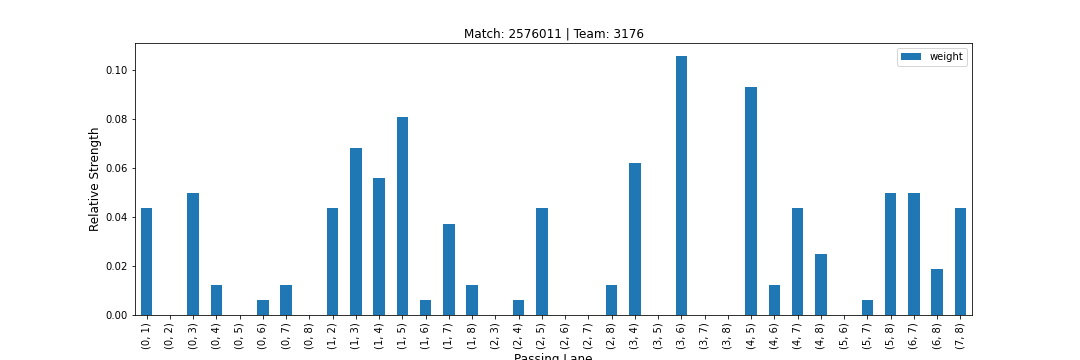 Match: 2576011 | Team: 3176
weight
Relative Strength
0.10
0.08
0.06
0.04
0.02
0.00
(0, 1) (0, 2) (0, 3) (0, 4) (0, 5) (0, 6) (0, 7) (0, 8) (1, 2) (1, 3) (1, 4) (1, 5) (1, 6) (1, 7) (1, 8) (2, 3) (2, 4) (2, 5) (2, 6) (2, 7) (2, 8) (3, 4) (3, 5) (3, 6) (3, 7) (3, 8) (4, 5) (4, 6) (4, 7) (4, 8) (5, 6) (5, 7) (5, 8) (6, 7) (6, 8) (7, 8)
Passing Lane